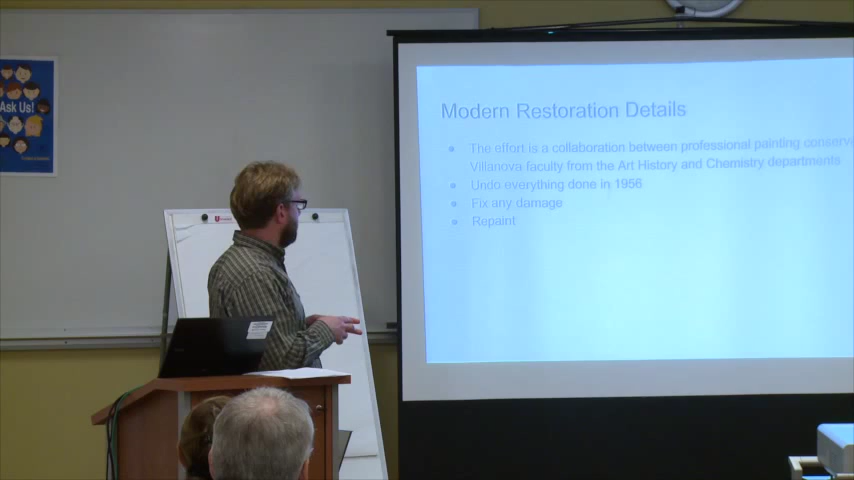 Ask Us!
Modern Restoration Details
The effort is a collaboration between professional painting conserv
Villanova faculty from the Art History and Chemistry departments
Undo everything done in 1956
Fix any damage
Repaint